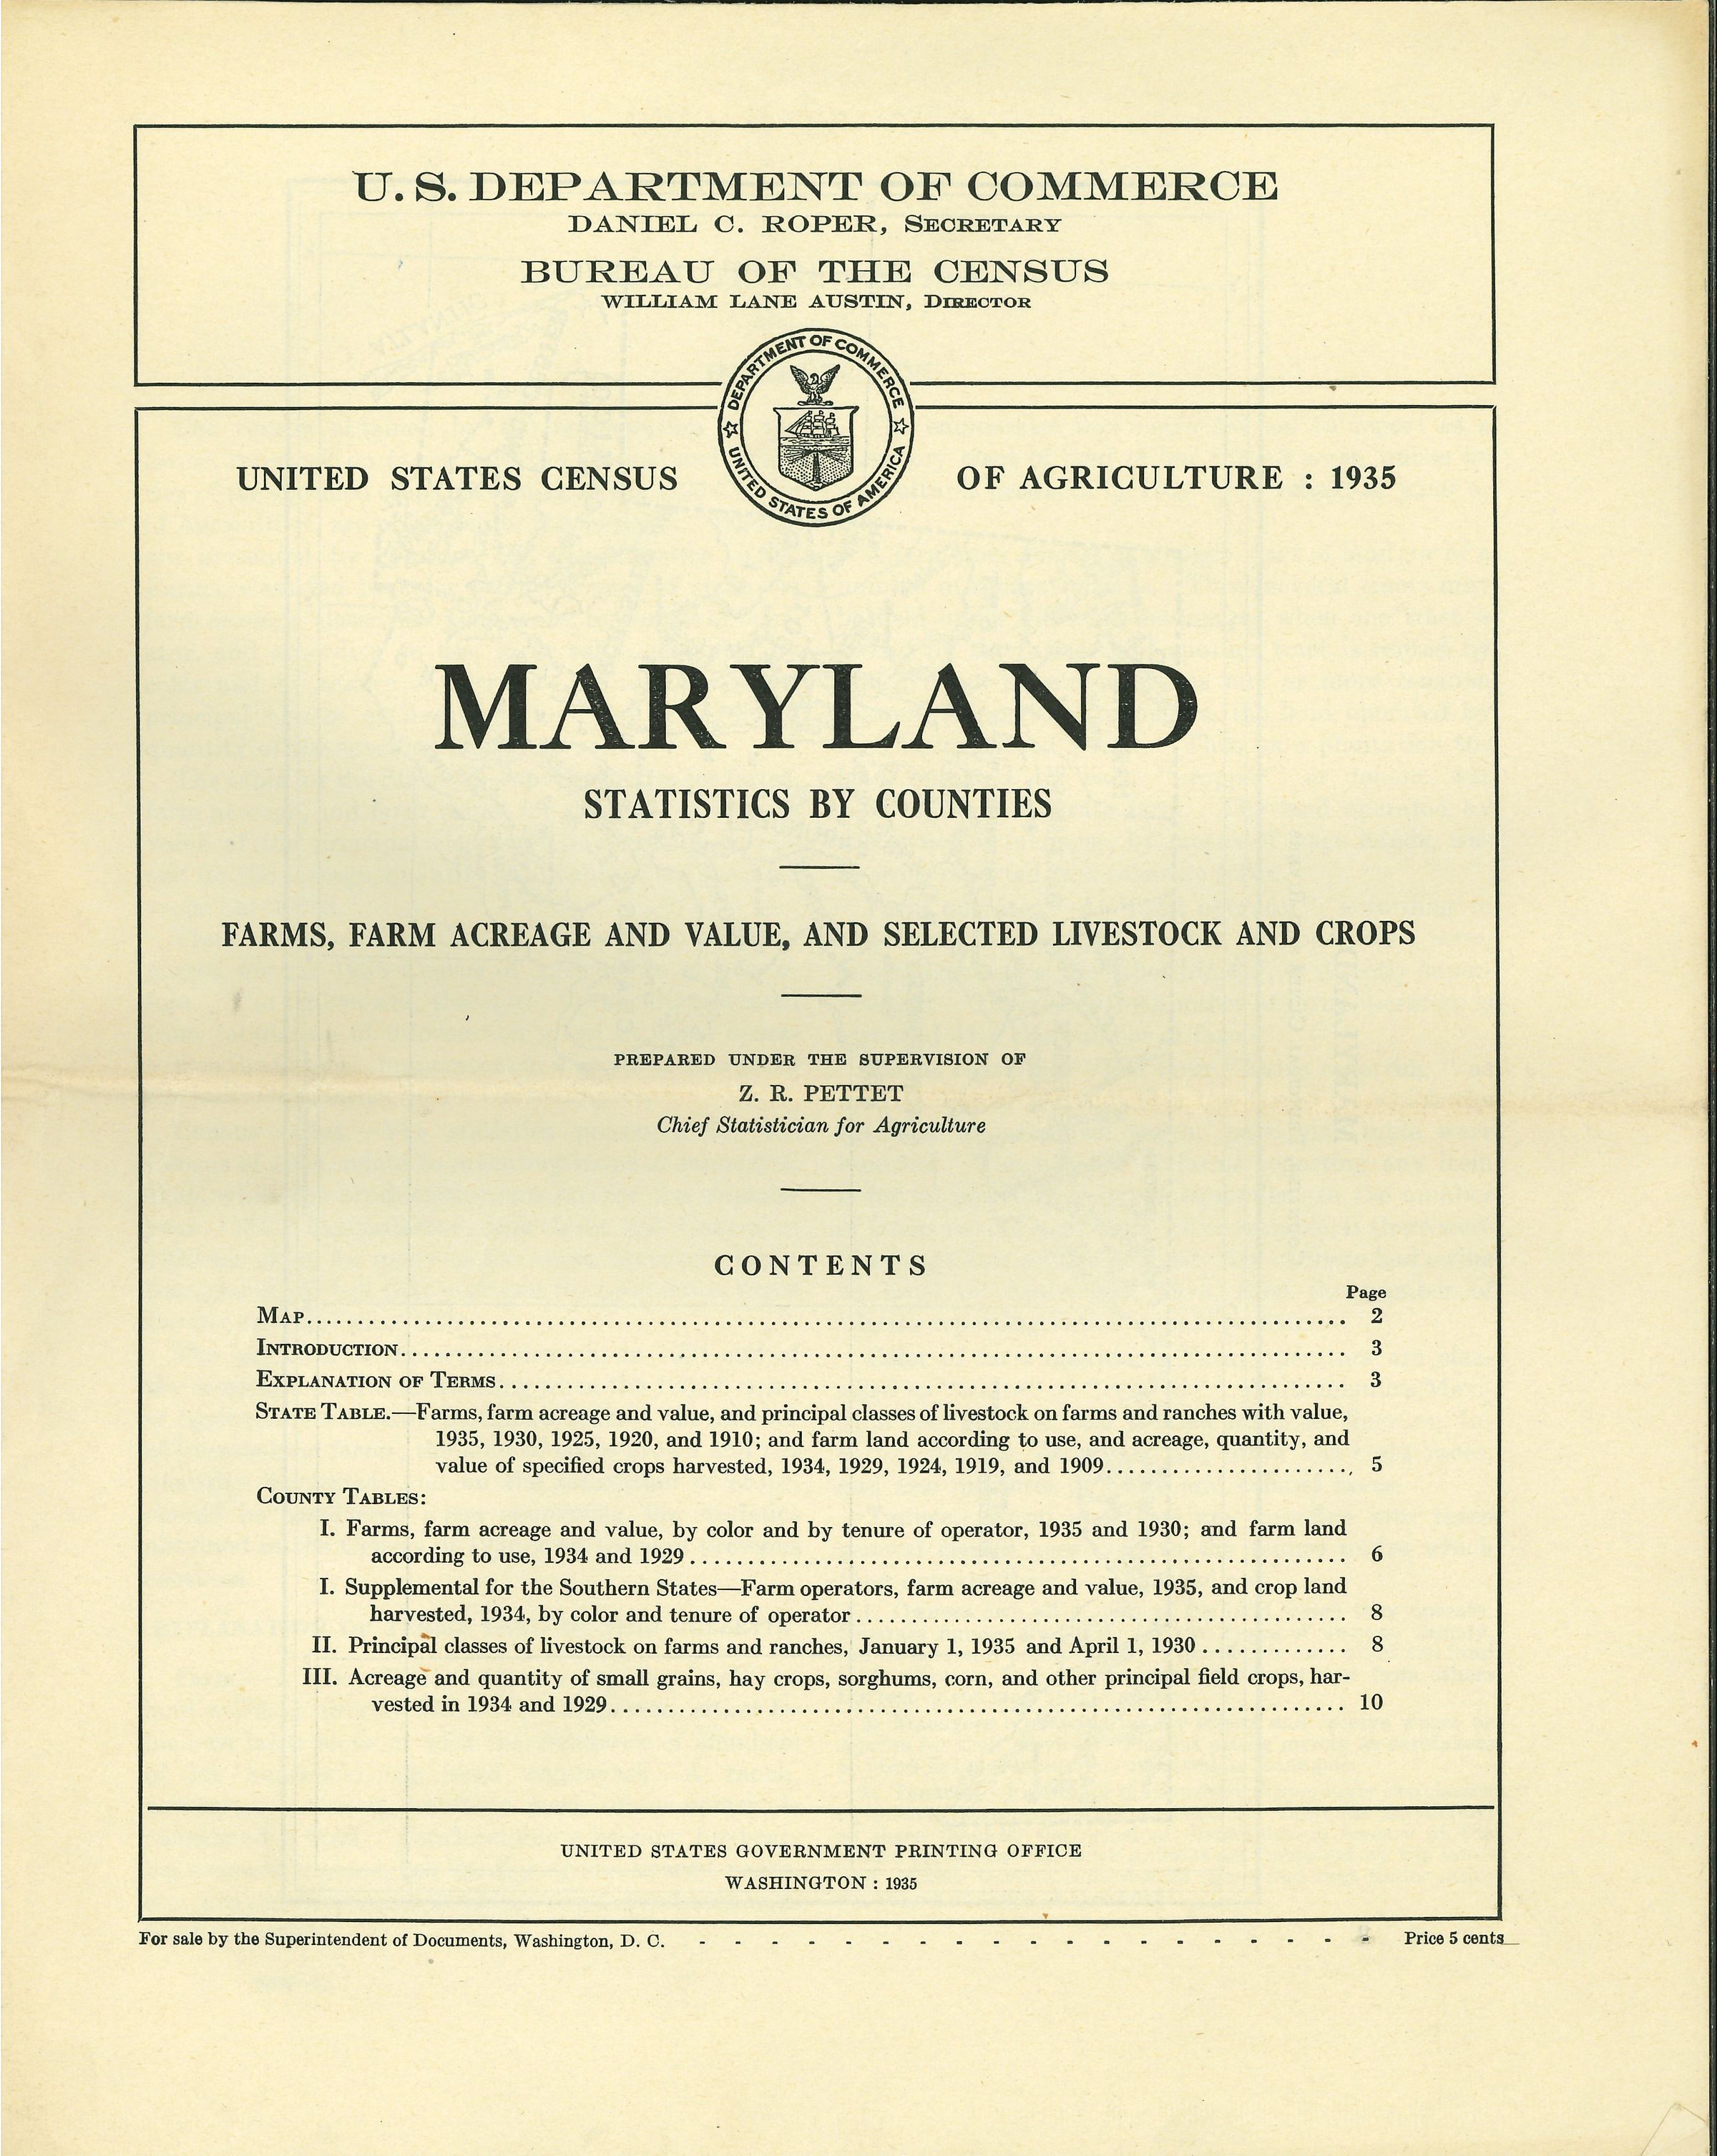 U. S. DEPARTMENT OF COMMERCE
DANIEL C. ROPER, SECRETARY
BUREAU OF THE CENSUS
WILLIAM LANE AUSTIN, DIRECTOR
DEPARTMENT OF COMMERCE
UNITED STATES OF AMERICA
UNITED STATES CENSUS OF AGRICULTURE : 1935
MARYLAND
STATISTICS BY COUNTIES
FARMS, FARM ACREAGE AND VALUE, AND SELECTED LIVESTOCK AND CROPS
PREPARED UNDER THE SUPERVISION OF
Z. R. PETTET
Chief Statistician for Agriculture
CONTENTS
Page
MAP 2
INTRODUCTION 3
EXPLANATION OF TERMS 3
STATE TABLE.—Farms, farm acreage and value, and principal classes of livestock on farms and ranches with value,
1935, 1930, 1925, 1920, and 1910; and farm land according to use, and acreage, quantity, and
value of specified crops harvested, 1934, 1929, 1924, 1919, and 1909 5
COUNTY TABLES:
I. Farms, farm acreage and value, by color and by tenure of operator, 1935 and 1930; and farm land
according to use, 1934 and 1929 6
I. Supplemental for the Southern States—Farm operators, farm acreage and value, 1935, and crop land
harvested, 1934, by color and tenure of operator 8
II. Principal classes of livestock on farms and ranches, January 1, 1935 and April 1, 1930 8
III. Acreage and quantity of small grains, hay crops, sorghums, corn, and other principal field crops, har-
vested in 1934 and 1929 10
UNITED STATES GOVERNMENT PRINTING OFFICE
WASHINGTON : 1935
For sale by the Superintendent of Documents, Washington, D. C. - - - - - - - - - - - - - - - - - - - Price 5 cents